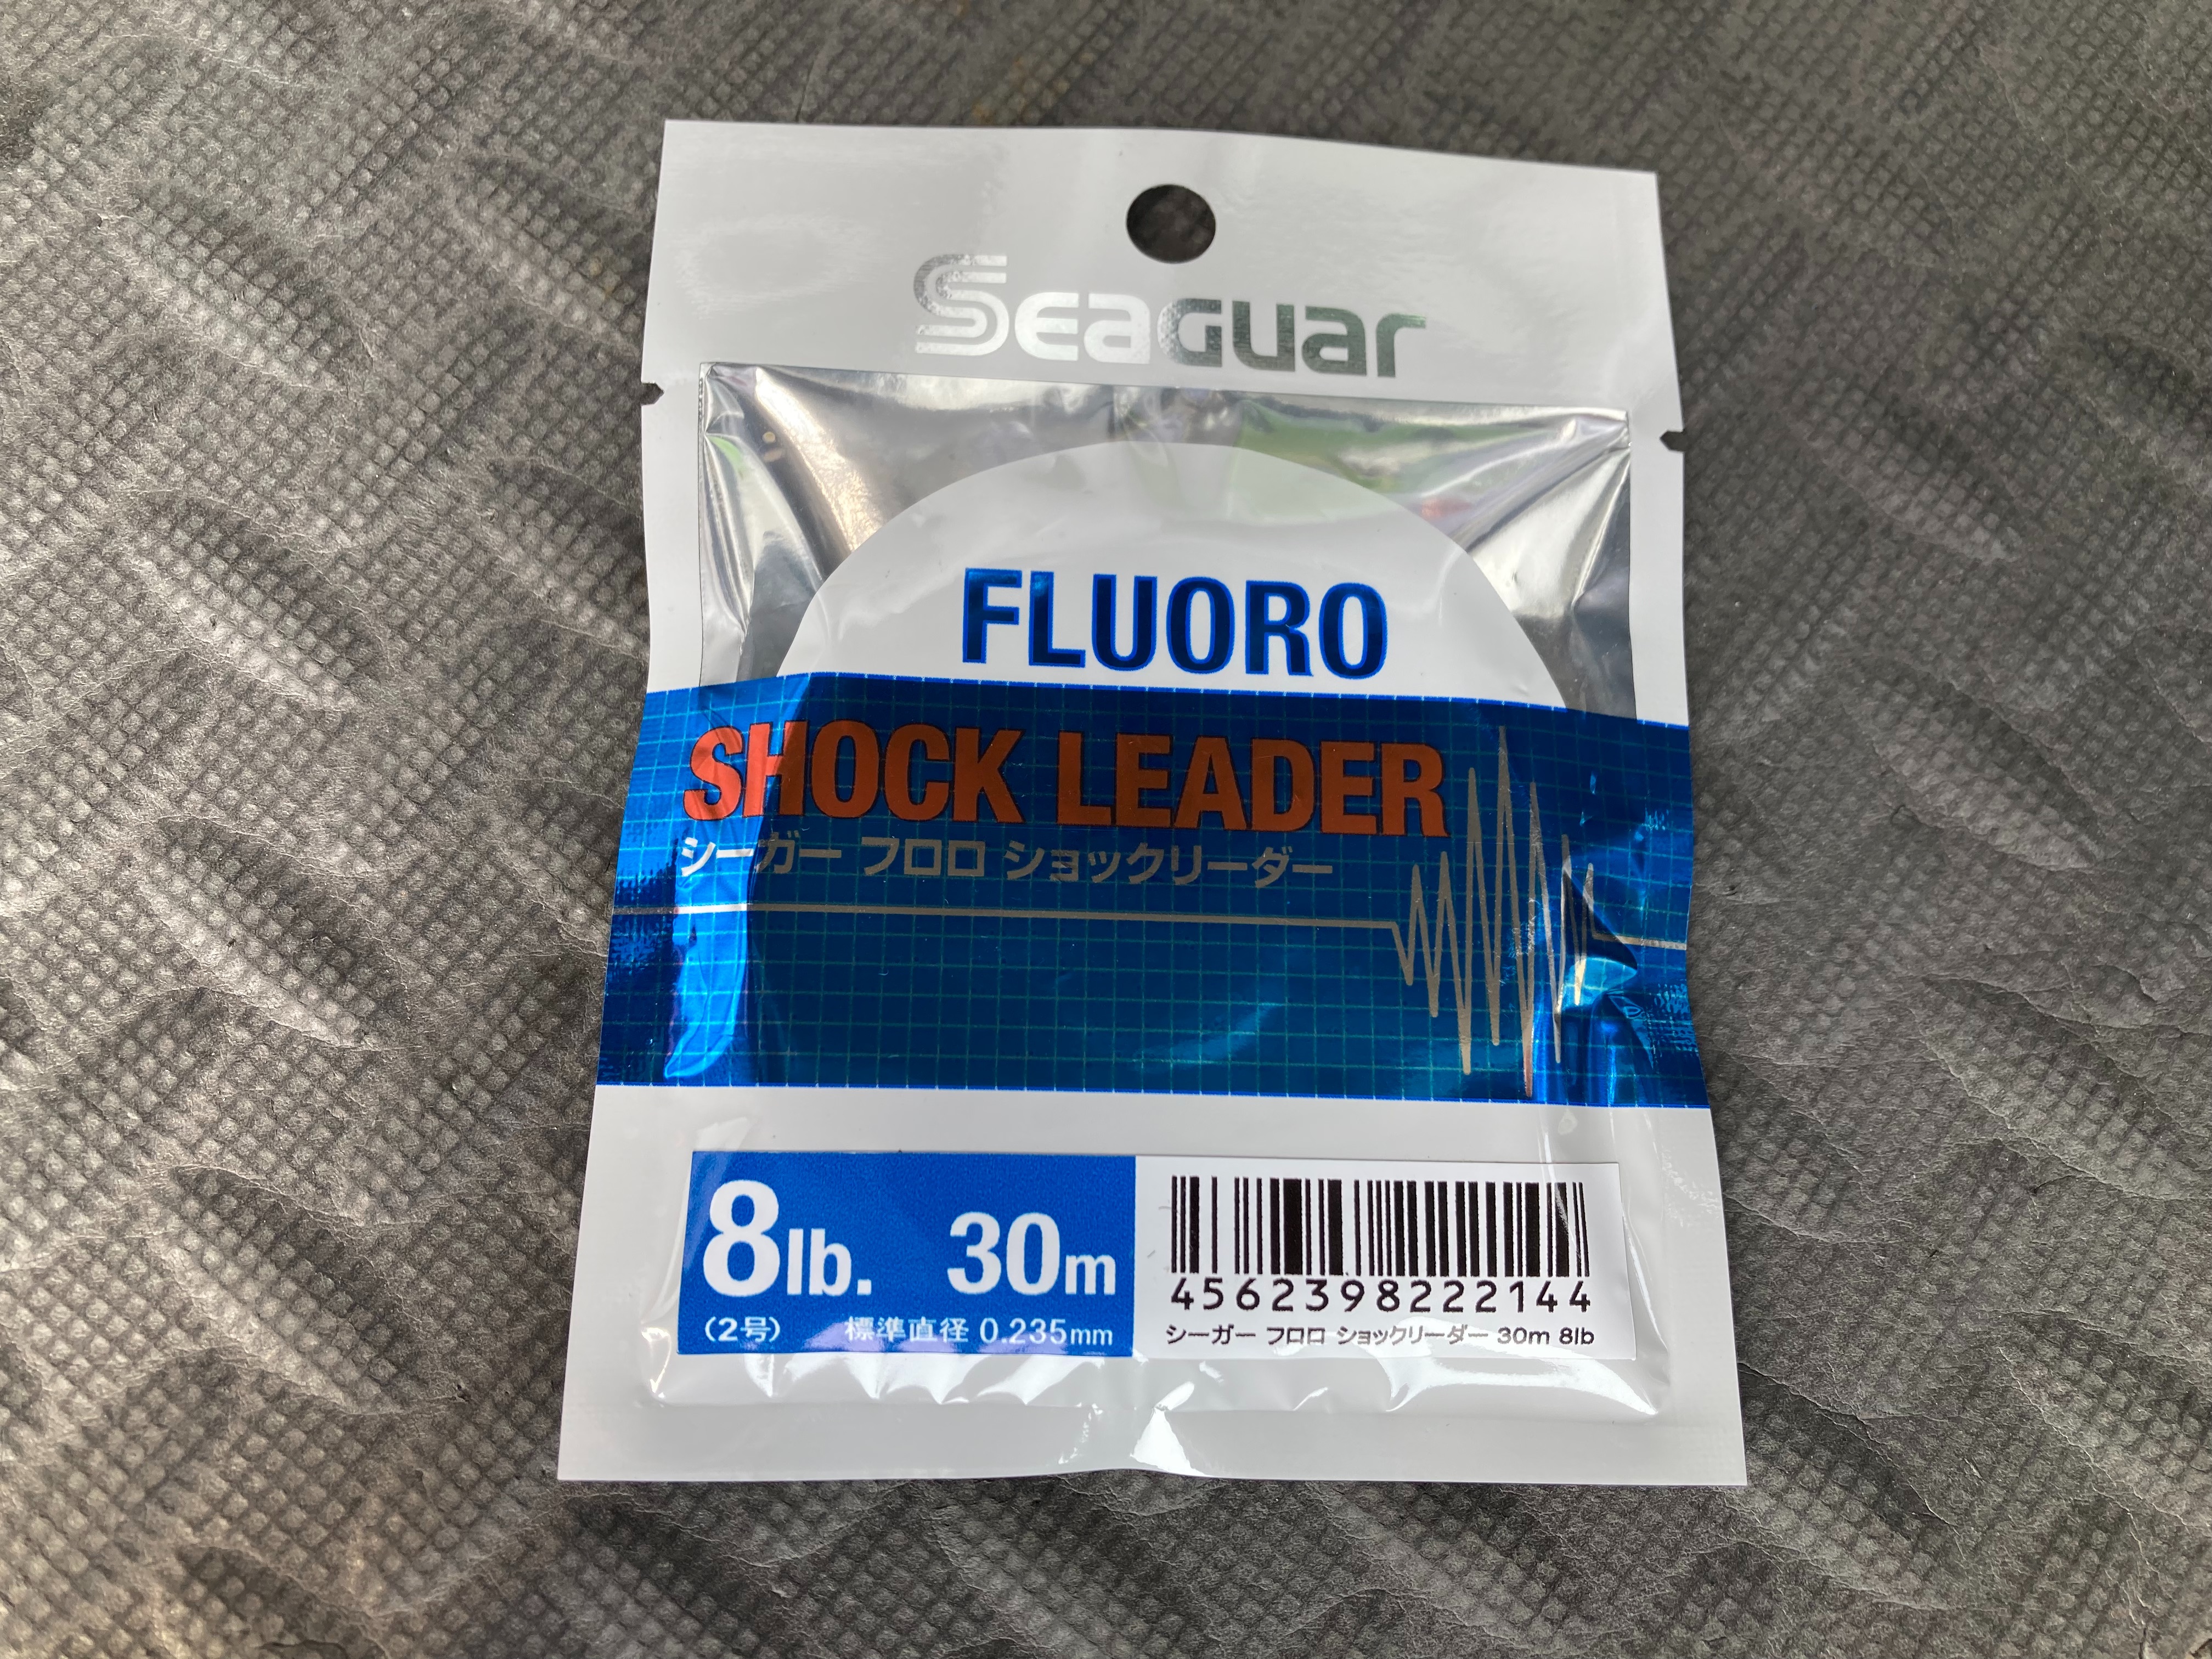 Seaguar
FLUORO
SHOCK LEADER
シーガー フロロ ショックリーダー
8lb. 30m
(2号) 標準直径 0.235mm
4562398222144
シーガー フロロ ショックリーダー 30m 8lb